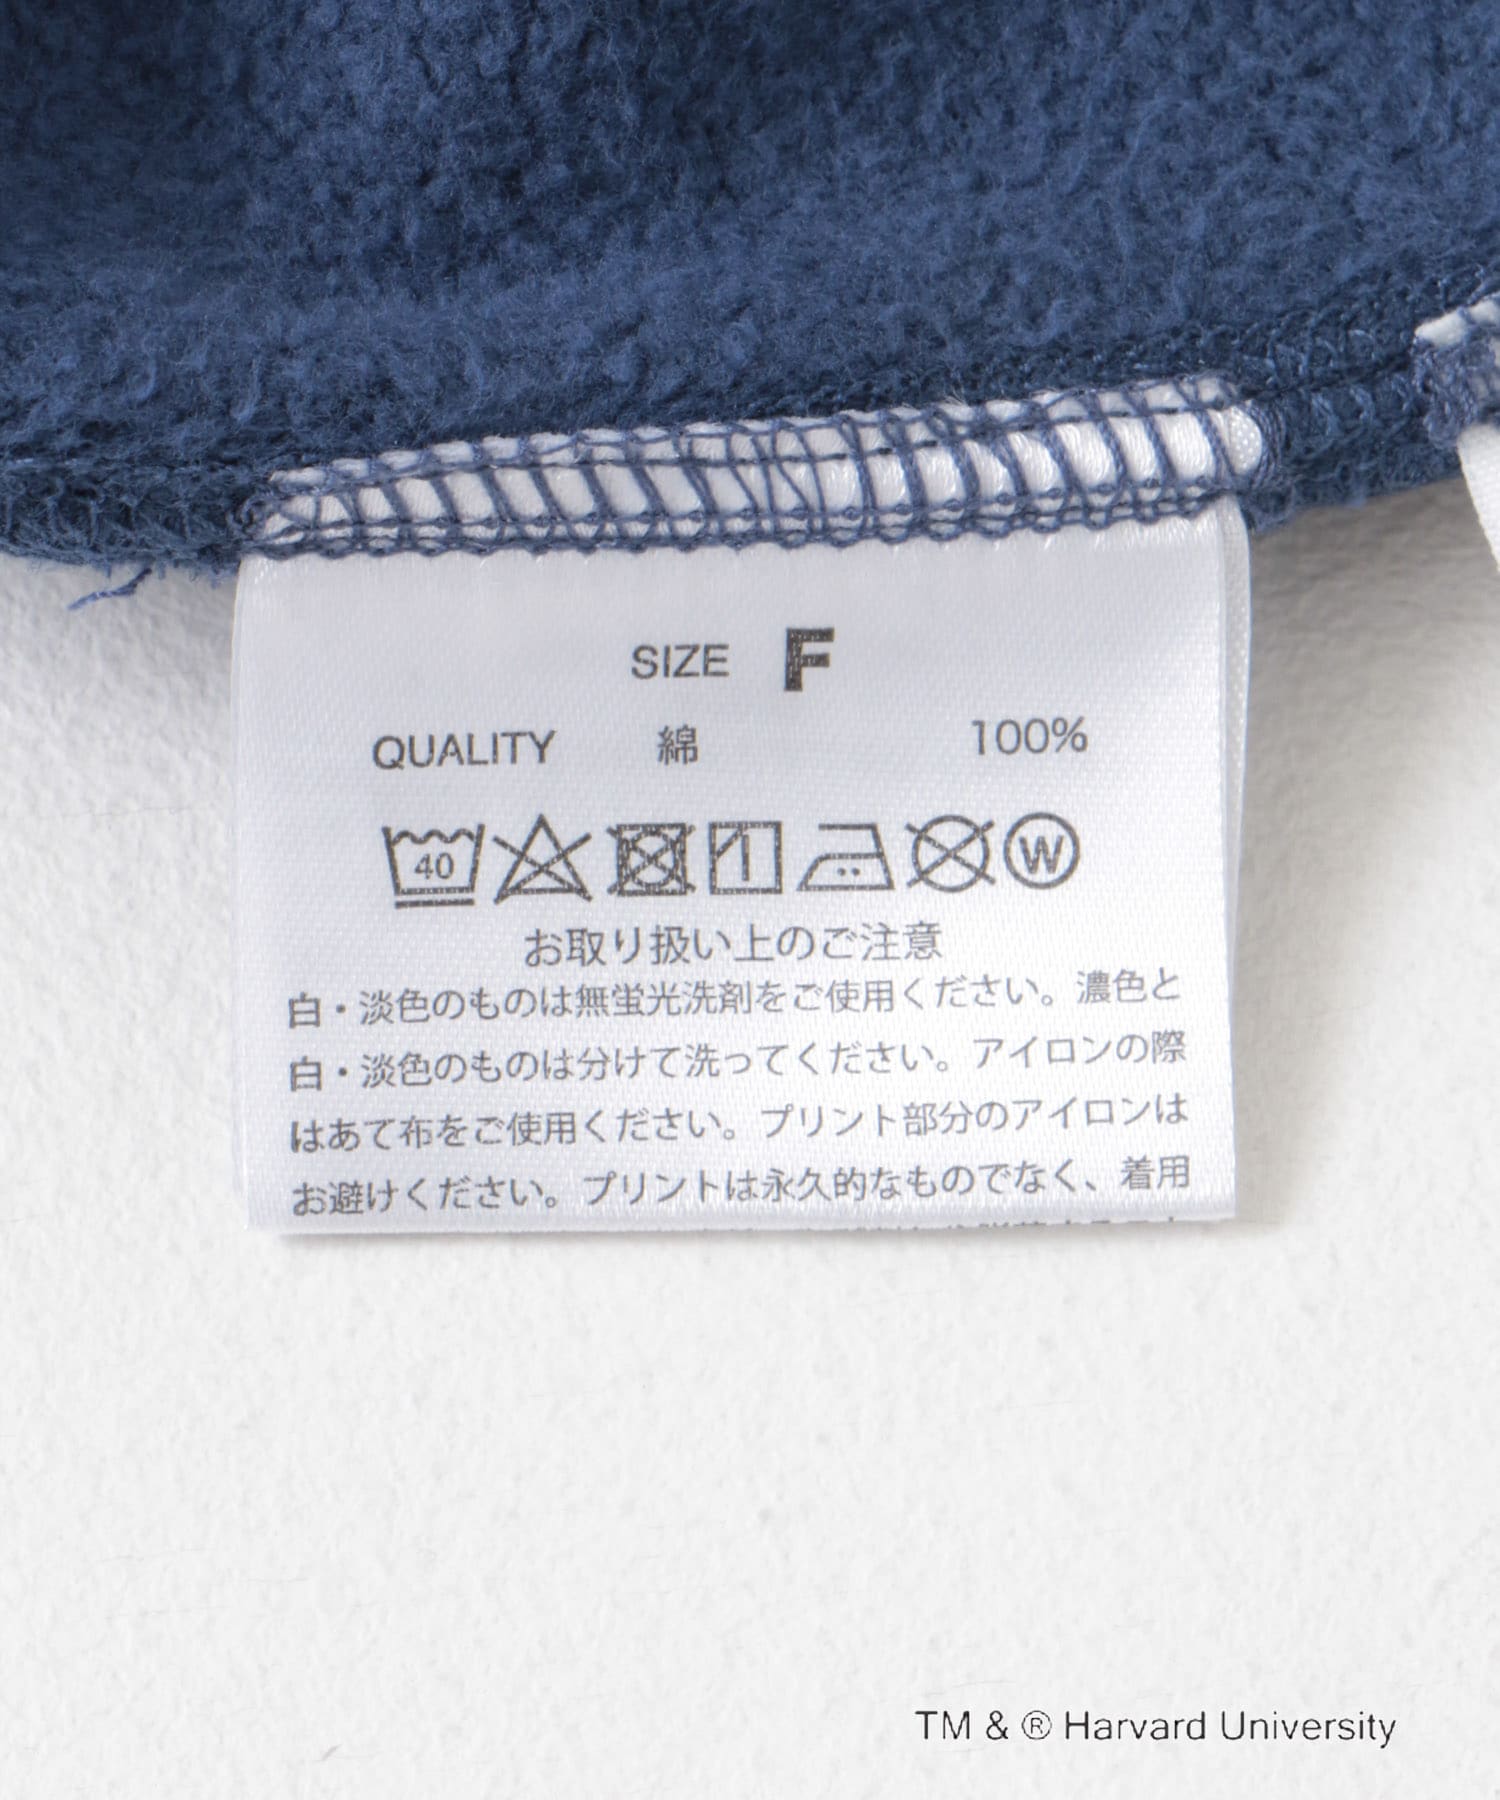 SIZE F
QUALITY 綿 100%
40 W
お取り扱い上のご注意
白・淡色のものは無蛍光洗剤をご使用ください。濃色と
白・淡色のものは分けて洗ってください。アイロンの際
はあて布をご使用ください。プリント部分のアイロンは
お避けください。プリントは永久的なものでなく、着用
TM & ® Harvard University